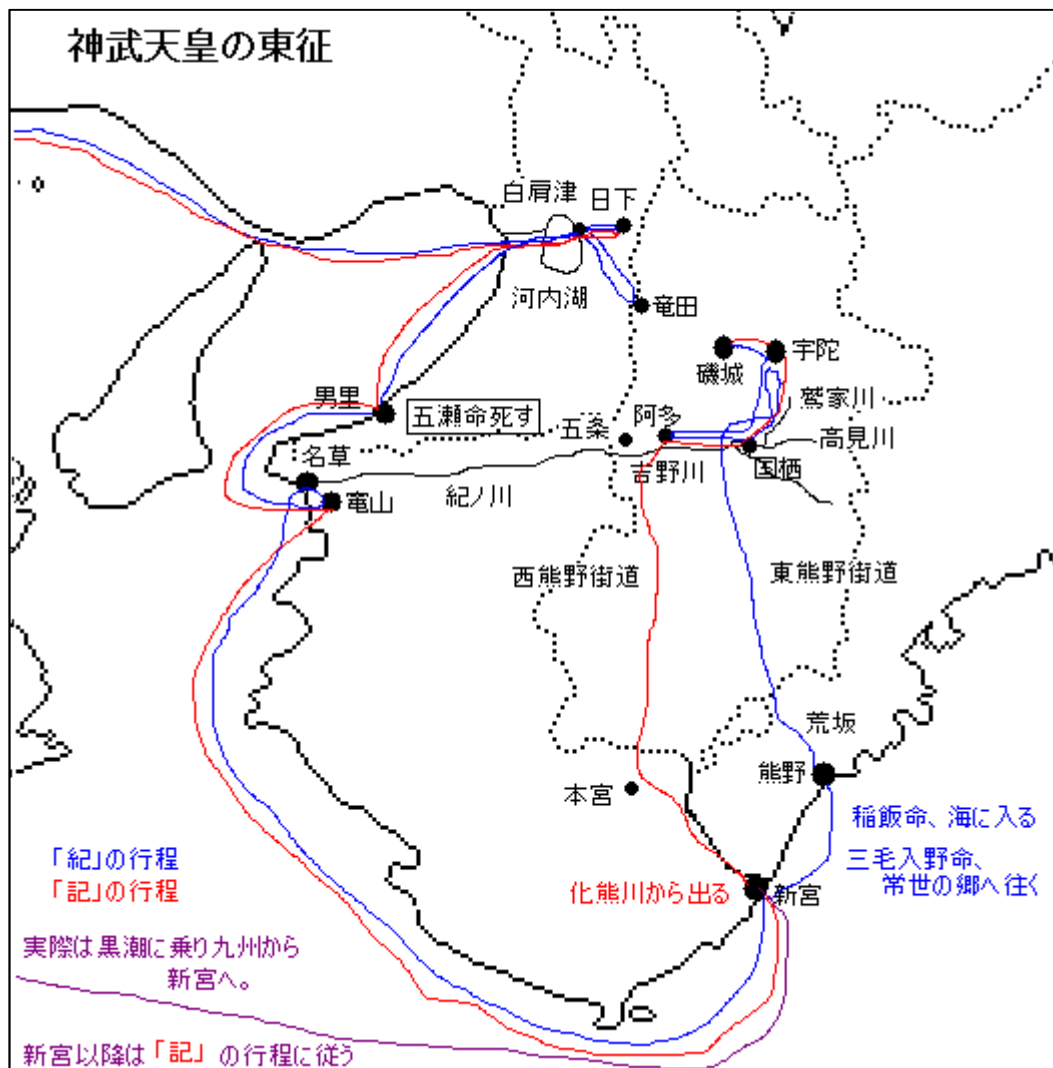 神武天皇の東征
白肩津
日下
河内湖
竜田
磯城
宇陀
鷲家川
男里
五瀬命死す
五条
阿多
高見川
名草
吉野川
国栖
竜山
紀ノ川
西熊野街道
東熊野街道
荒坂
熊野
本宮
稲飯命、海に入る
三毛入野命、
常世の郷へ往く
「紀」の行程
「記」の行程
化熊川から出る
新宮
実際は黒潮に乗り九州から
新宮へ。
新宮以降は「記」の行程に従う